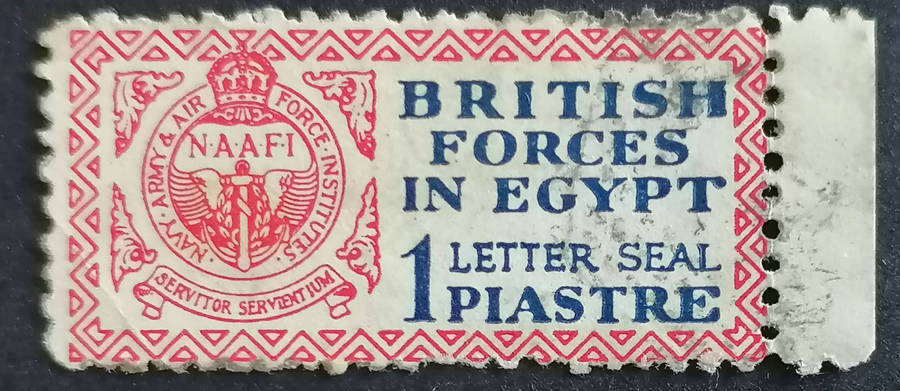 NAVY·ARMY & AIR FORCE·INSTITUTES·
N·A·A·F·I
SERVITOR SERVIENTIUM
BRITISH
FORCES
IN EGYPT
LETTER SEAL
1 PIASTRE